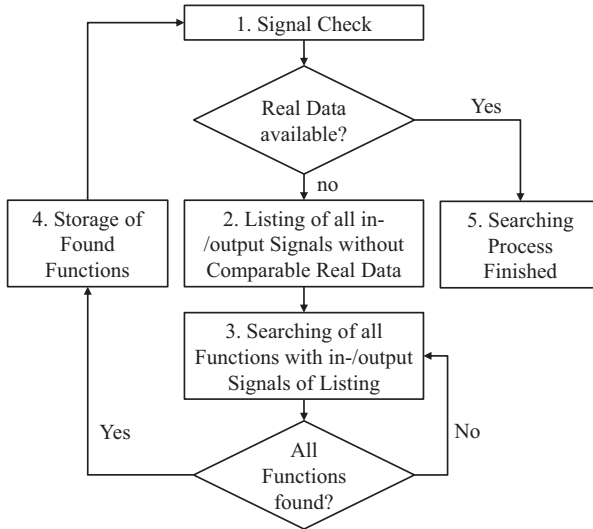 1. Signal Check
Real Data
available?
Yes
no
4. Storage of
Found
Functions
2. Listing of all in-
/output Signals without
Comparable Real Data
5. Searching
Process
Finished
3. Searching of all
Functions with in-/output
Signals of Listing
Yes
No
All
Functions
found?